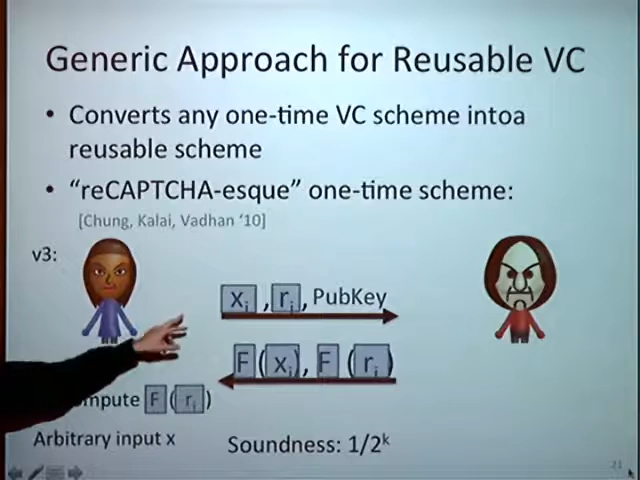 Generic Approach for Reusable VC
• Converts any one-time VC scheme intoa
reusable scheme
• “reCAPTCHA-esque” one-time scheme:
[Chung, Kalai, Vadhan ‘10]
v3:
xᵢ , rᵢ , PubKey
F (xᵢ), F (rᵢ)
F ( rᵢ )
Arbitrary input x
Soundness: 1/2ᵏ
21